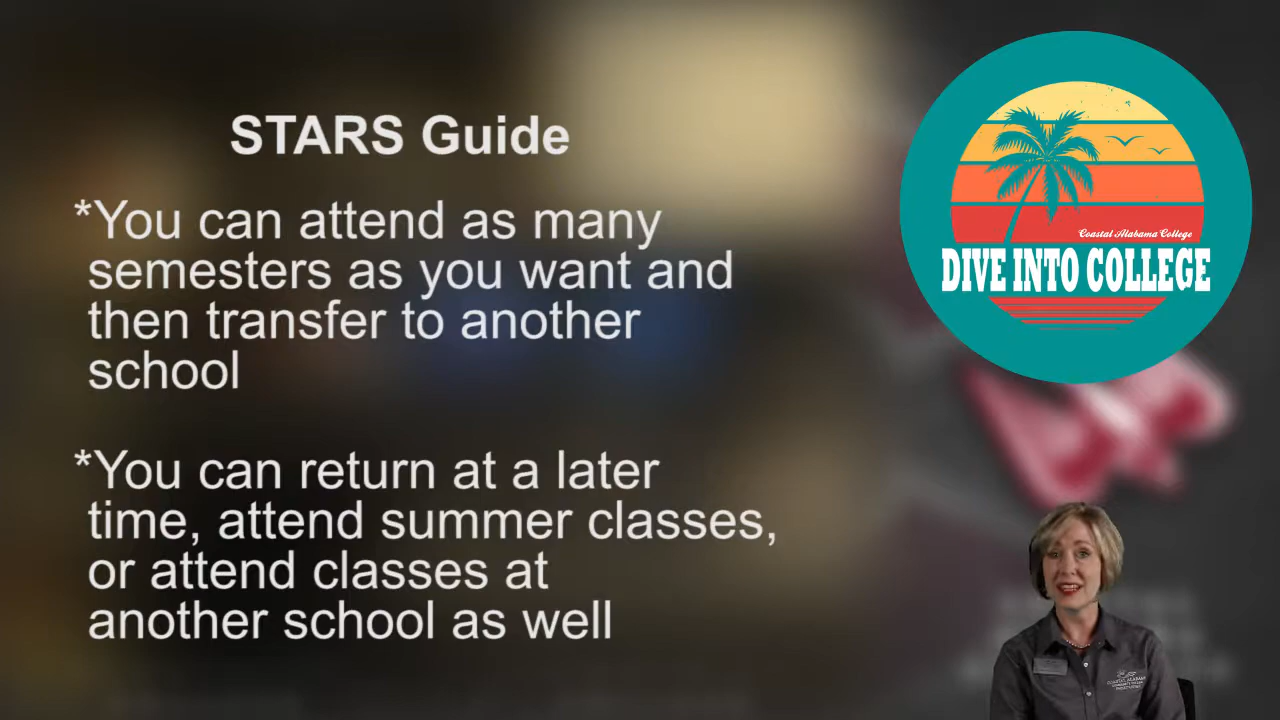 STARS Guide
*You can attend as many
semesters as you want and
then transfer to another
school
*You can return at a later
time, attend summer classes,
or attend classes at
another school as well
Coastal Alabama College
DIVE INTO COLLEGE